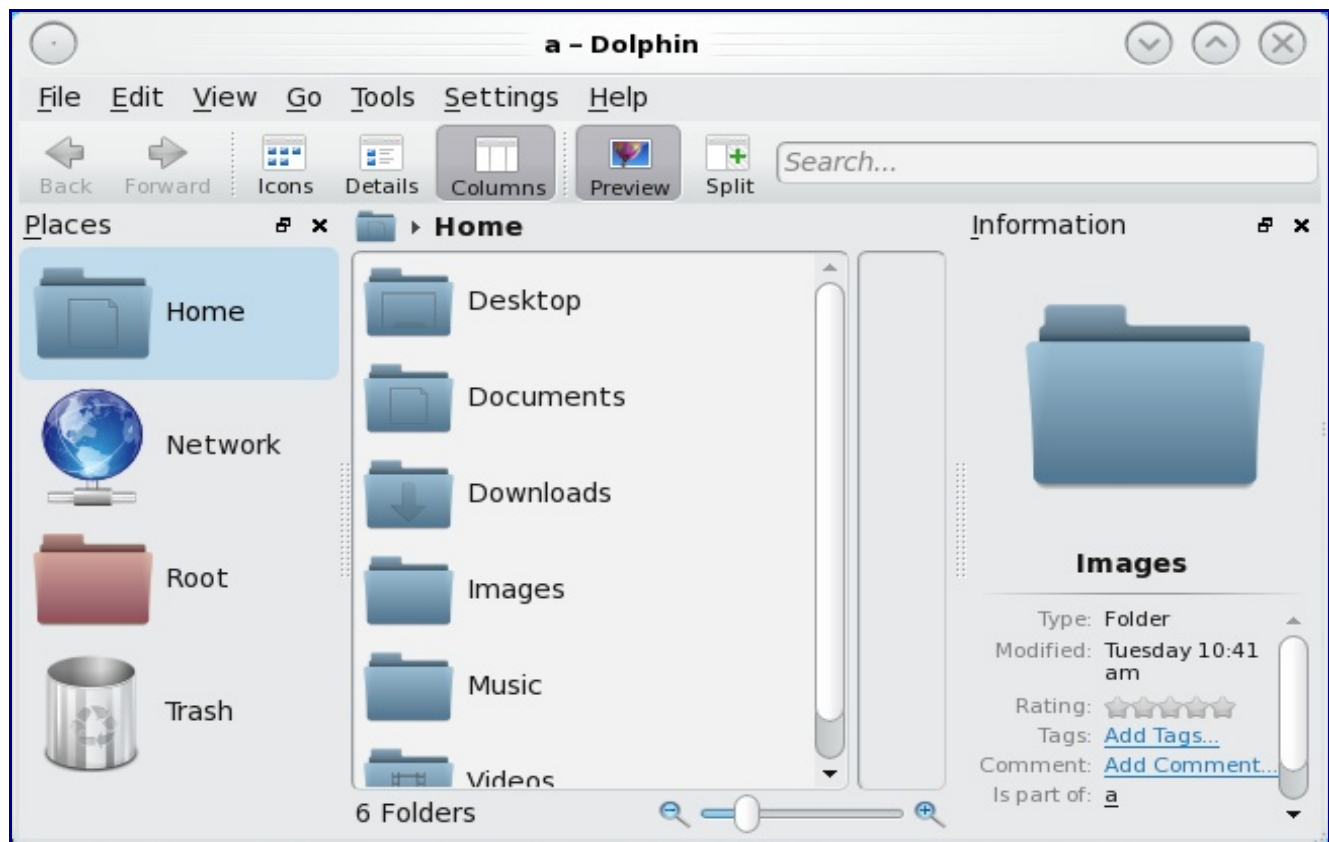 a – Dolphin
File Edit View Go Tools Settings Help
Back Forward Icons Details Columns Preview Split Search...
Places
Home
Network
Root
Trash
Home
Desktop
Documents
Downloads
Images
Music
Videos
6 Folders
Information
Images
Type: Folder
Modified: Tuesday 10:41
am
Rating:
Tags: Add Tags...
Comment: Add Comment...
Is part of: a